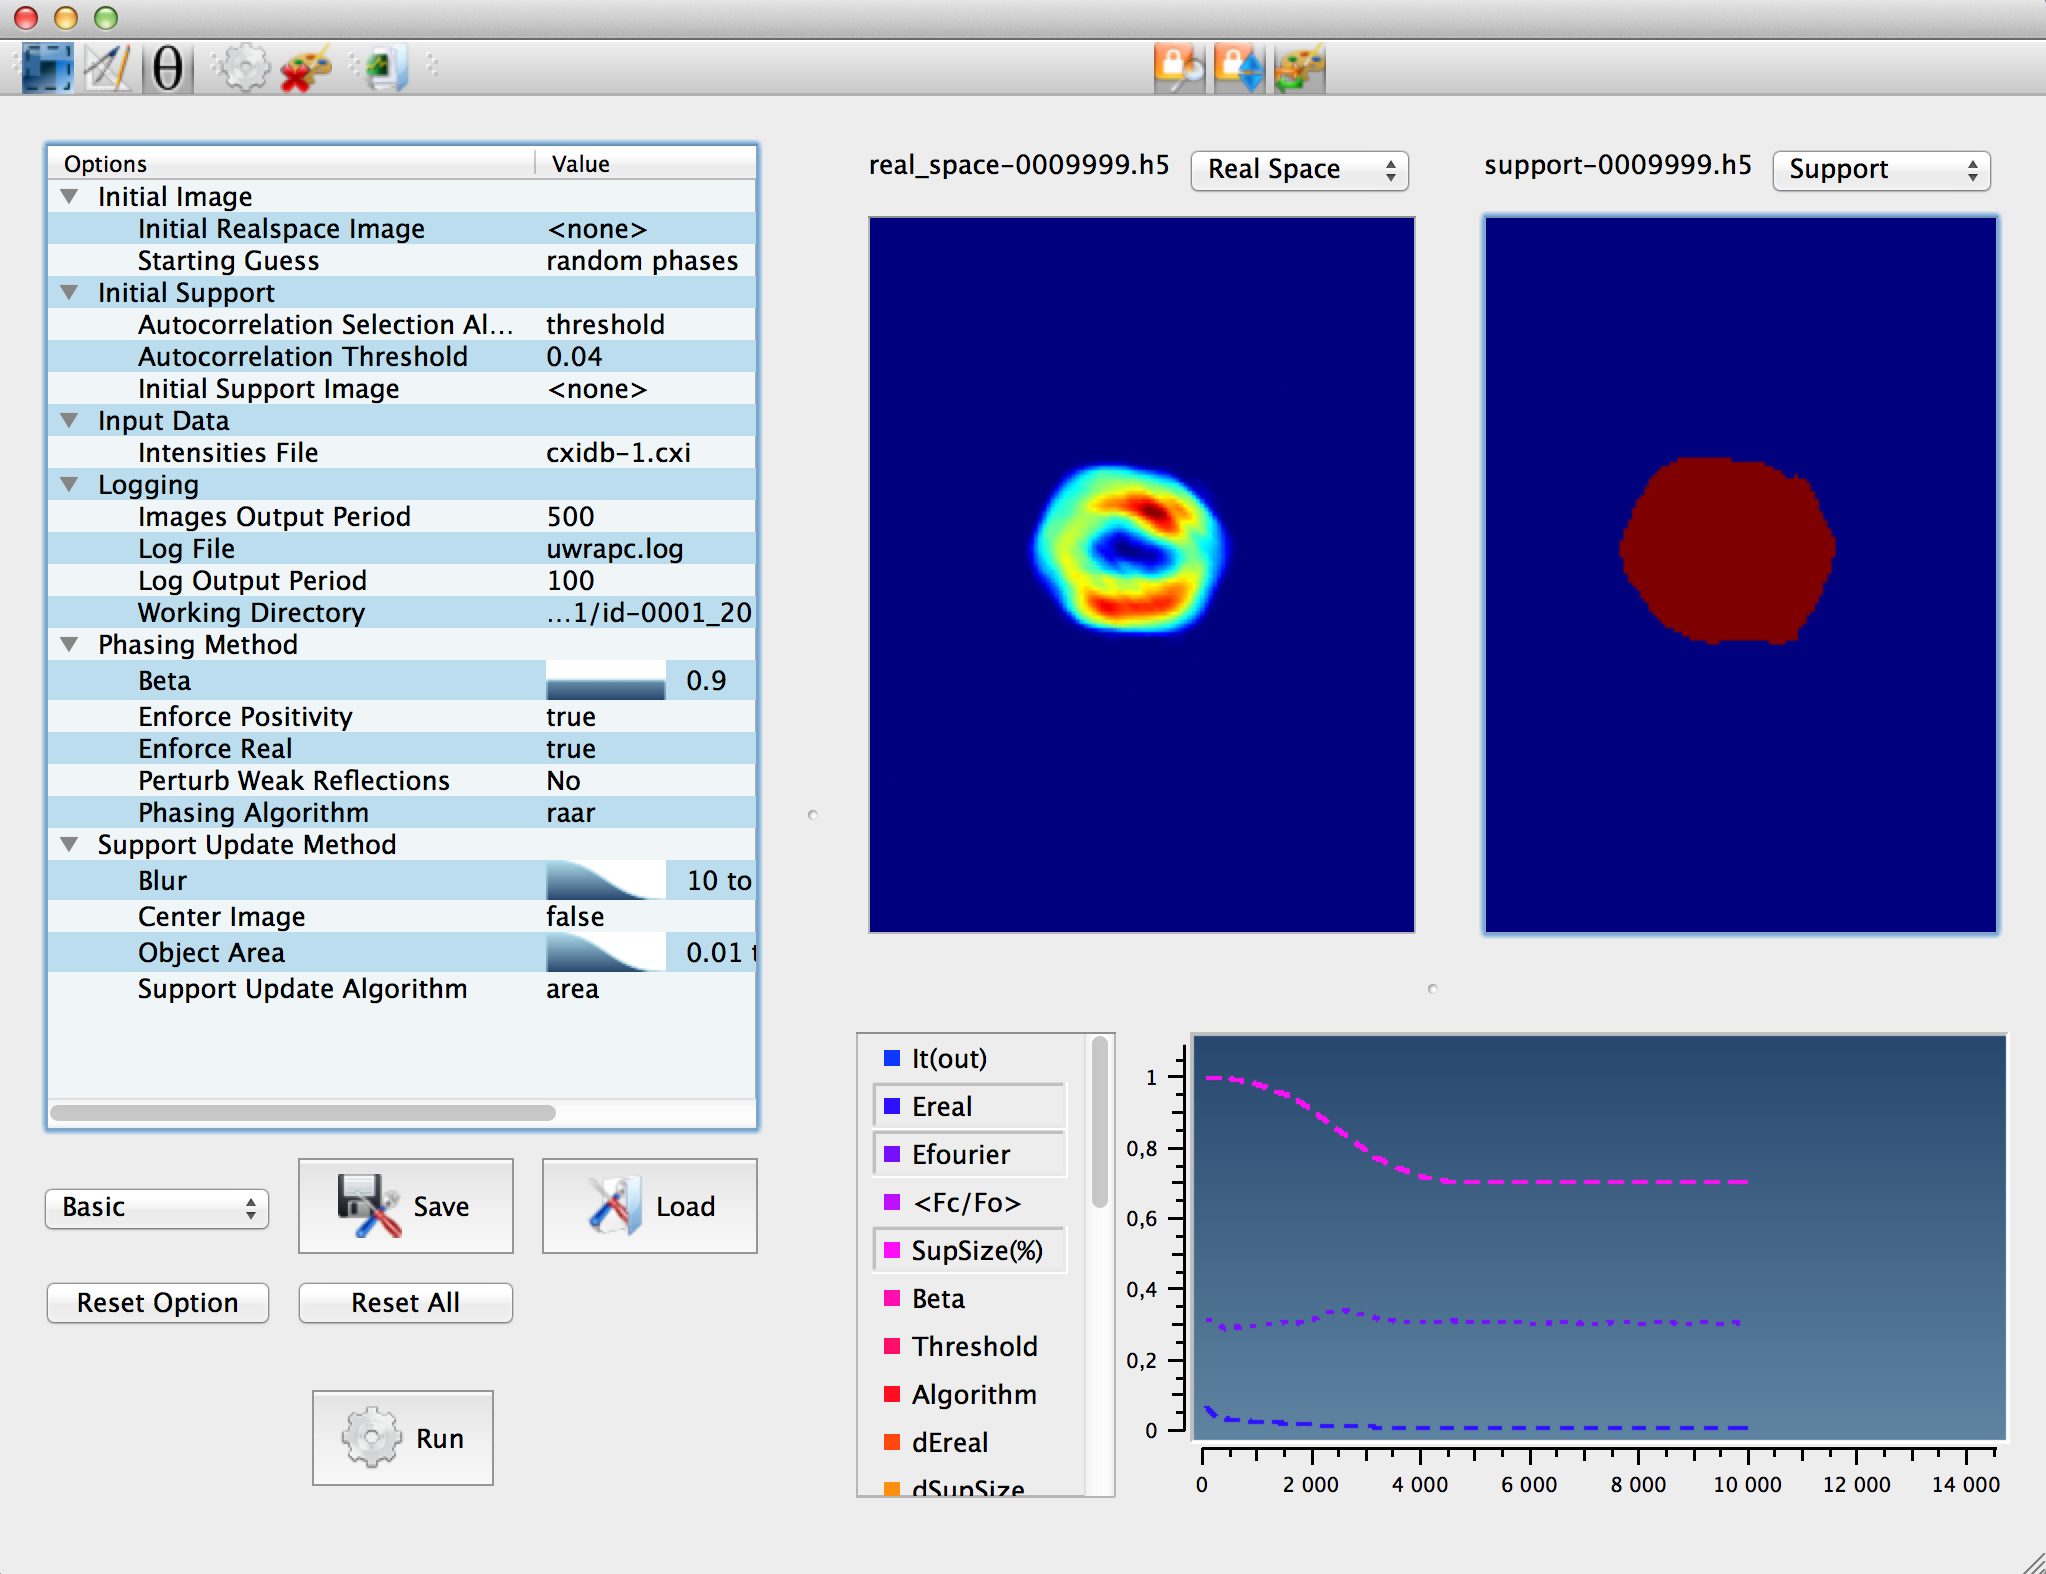 θ
Options Value
Initial Image
Initial Realspace Image <none>
Starting Guess random phases
Initial Support
Autocorrelation Selection Al... threshold
Autocorrelation Threshold 0.04
Initial Support Image <none>
Input Data
Intensities File cxidb-1.cxi
Logging
Images Output Period 500
Log File uwrapc.log
Log Output Period 100
Working Directory ...1/id-0001_20
Phasing Method
Beta 0.9
Enforce Positivity true
Enforce Real true
Perturb Weak Reflections No
Phasing Algorithm raar
Support Update Method
Blur 10 to
Center Image false
Object Area 0.01 t
Support Update Algorithm area
Basic
Save
Load
Reset Option
Reset All
Run
real_space-0009999.h5 Real Space
support-0009999.h5 Support
It(out)
Ereal
Efourier
<Fc/Fo>
SupSize(%)
Beta
Threshold
Algorithm
dEreal
dSupSize
1
0,8
0,6
0,4
0,2
0
0 2 000 4 000 6 000 8 000 10 000 12 000 14 000